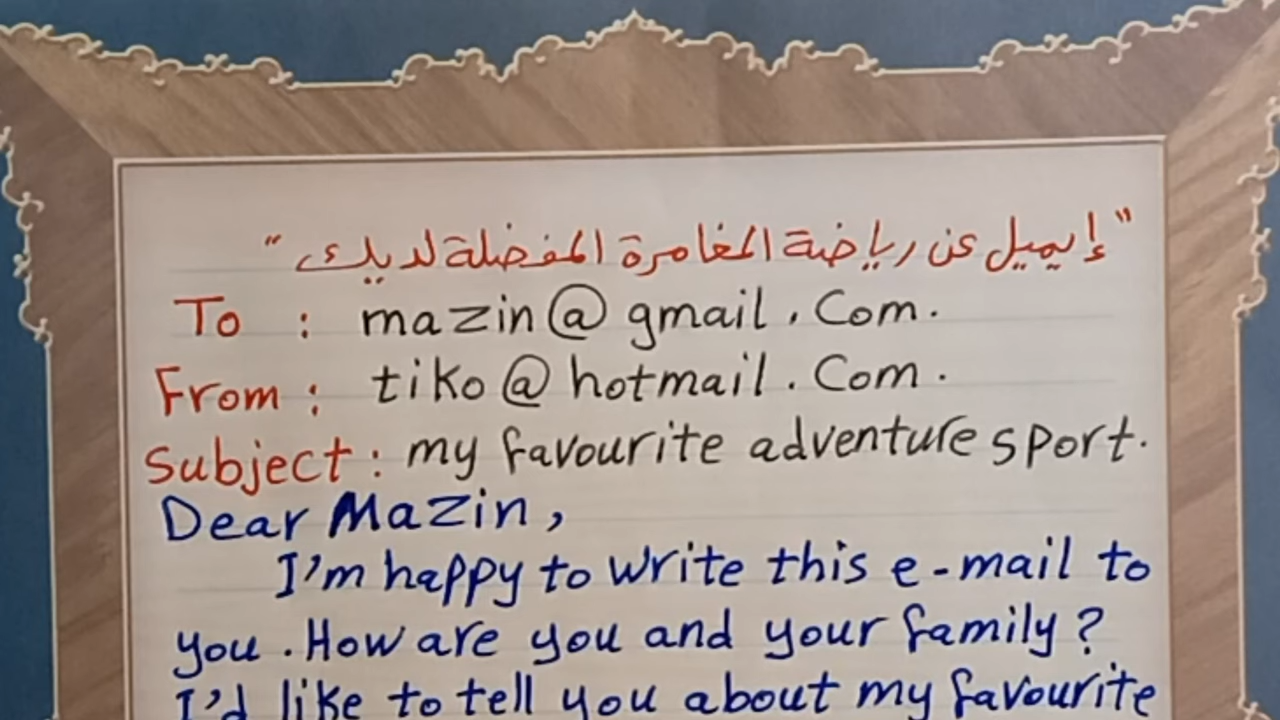 "إيميل عن رياضة المغامرة المفضلة لديك"
To : mazin@gmail.Com.
From : tiko@hotmail.Com.
Subject : my favourite adventure sport.
Dear Mazin,
I'm happy to write this e-mail to
you. How are you and your family?
I'd like to tell you about my favourite